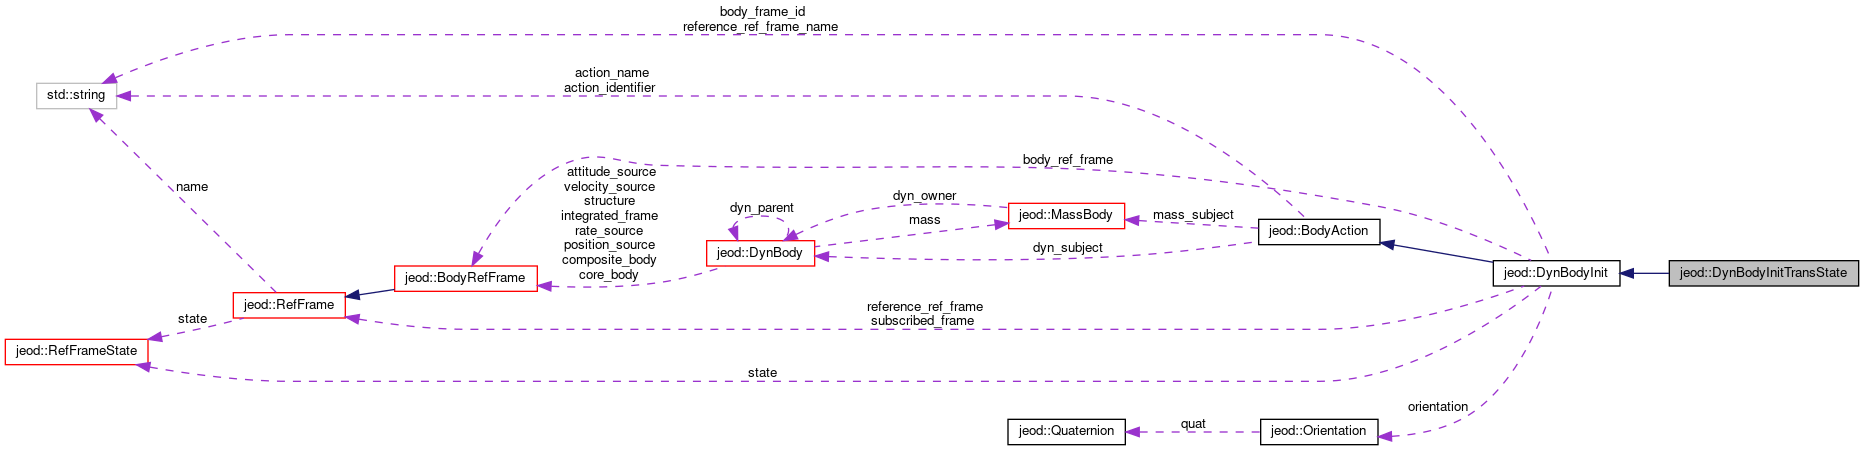 body_frame_id
reference_ref_frame_name
action_name
action_identifier
std::string
body_ref_frame
attitude_source
velocity_source
structure
integrated_frame
rate_source
position_source
composite_body
core_body
name
dyn_owner
dyn_parent
mass
jeod::MassBody
mass_subject
jeod::BodyAction
dyn_subject
jeod::DynBody
jeod::DynBodyInit
jeod::DynBodyInitTransState
jeod::BodyRefFrame
jeod::RefFrame
reference_ref_frame
subscribed_frame
state
jeod::RefFrameState
state
orientation
jeod::Quaternion
quat
jeod::Orientation